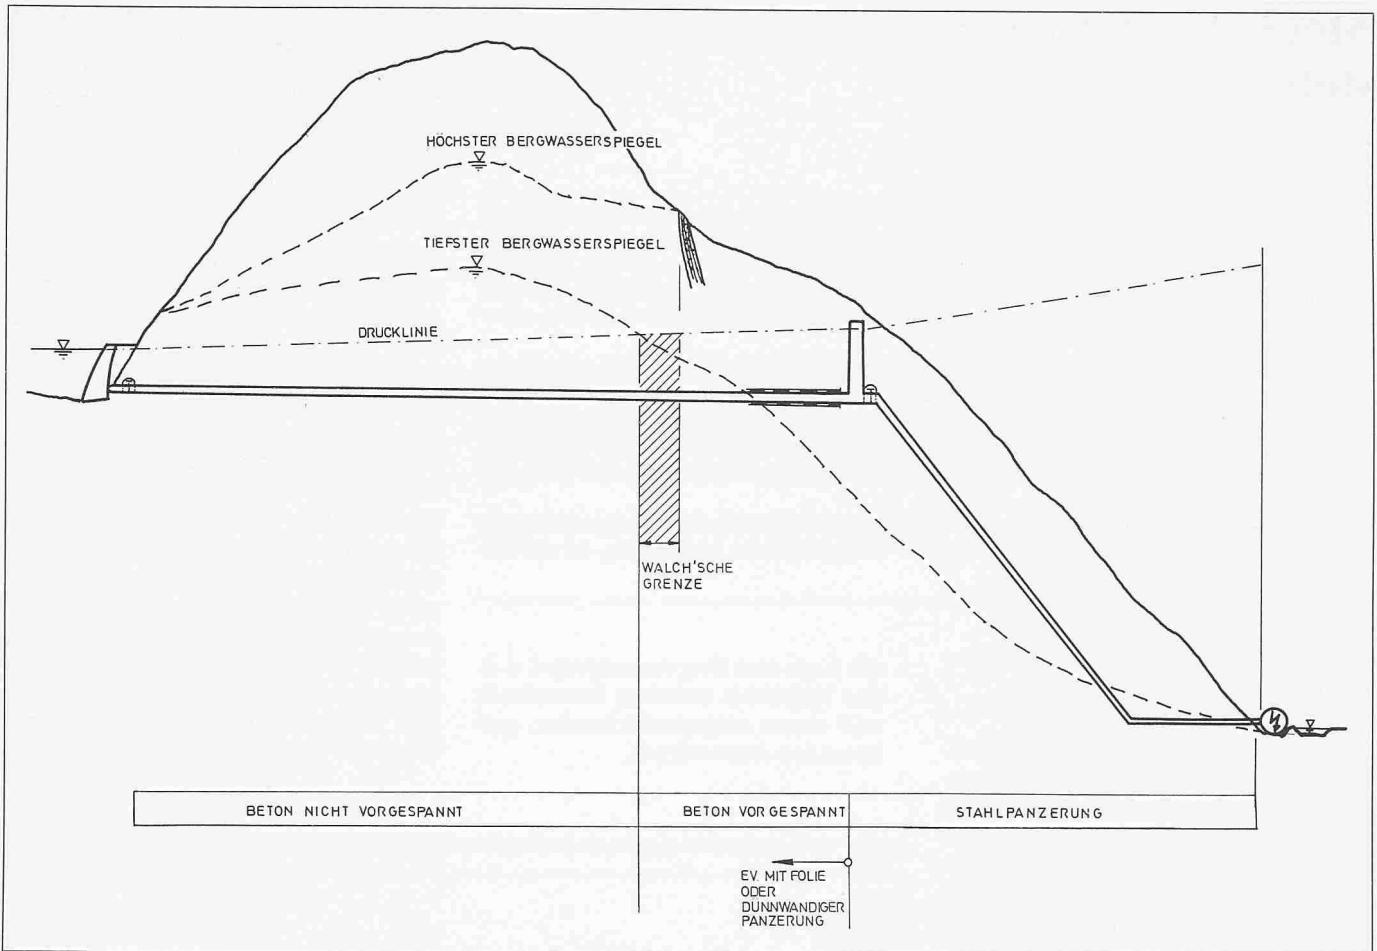 HÖCHSTER BERGWASSERSPIEGEL
TIEFSTER BERGWASSERSPIEGEL
DRUCKLINIE
WALCH'SCHE
GRENZE
BETON NICHT VORGESPANNT
BETON VORGESPANNT
STAHLPANZERUNG
EV. MIT FOLIE
ODER
DÜNNWANDIGER
PANZERUNG